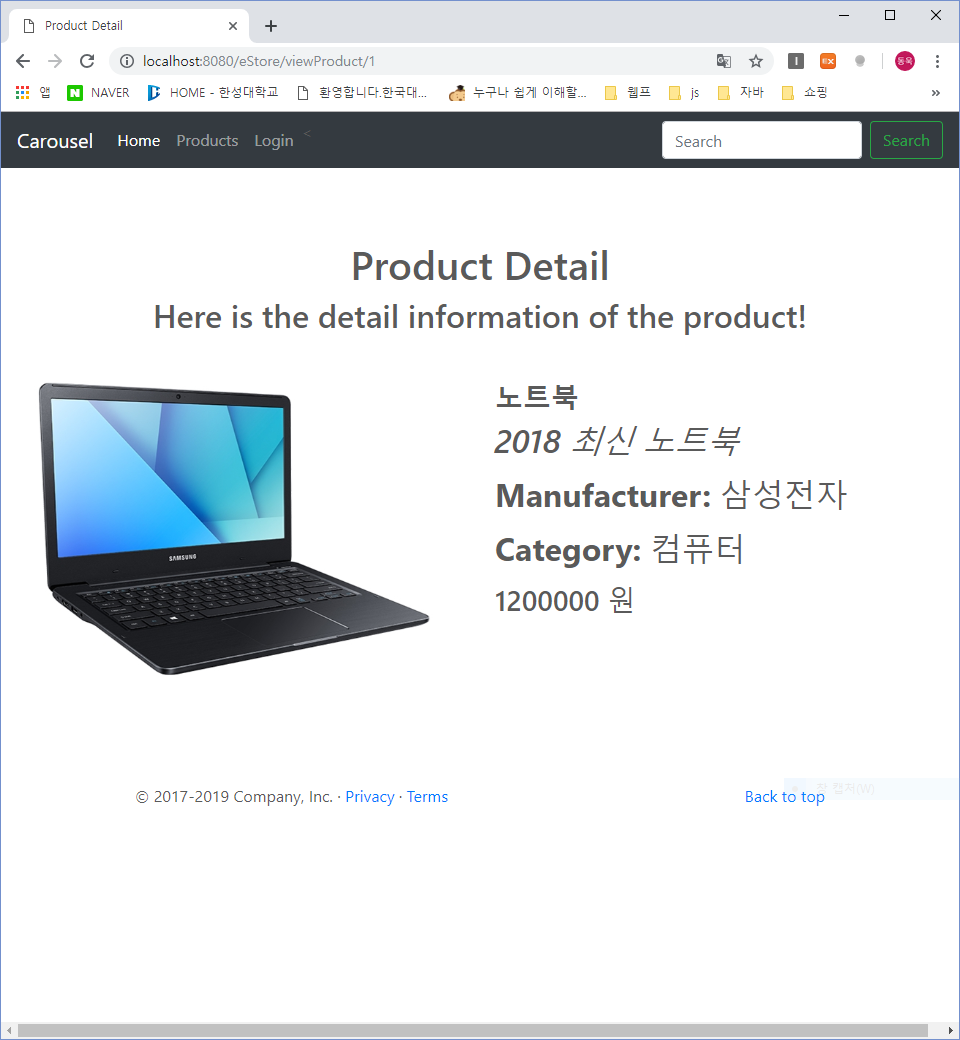 Product Detail
localhost:8080/eStore/viewProduct/1
앱 NAVER HOME - 한성대학교 환영합니다.한국대... 누구나 쉽게 이해할... 웹프 js 자바 쇼핑 »
Carousel Home Products Login < Search Search
Product Detail
Here is the detail information of the product!
노트북
2018 최신 노트북
Manufacturer: 삼성전자
Category: 컴퓨터
1200000 원
SAMSUNG
© 2017-2019 Company, Inc. · Privacy · Terms Back to top